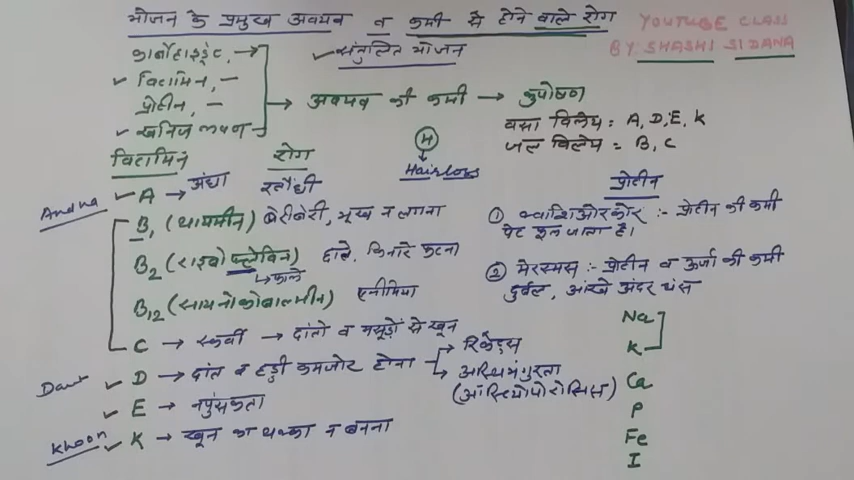 भोजन के प्रमुख अवयव व कमी से होने वाले रोग
YOUTUBE CLASS
BY: SHASHI SIDANA
कार्बोहाइड्रेट, →
✓ संतुलित भोजन
✓ विटामिन, -
प्रोटीन, -
✓ खनिज लवण -
→ अवयव की कमी → कुपोषण
वसा विलेय : A, D, E, K
जल विलेय = B, C
H
Hairloss
विटामिन रोग
Andha ✓ A → अंधा रतौंधी
B₁ (थायमीन) बेरीबेरी, भूख न लगना
B₂ (राइबोफ्लेविन) छाले, किनारे कटना
↳ छाले
B₁₂ (सायनोकोबालमीन) एनीमिया
C → स्कर्वी → दांतो व मसूड़ों से खून
Dant ✓ D → दांत व हड्डी कमजोर होना
→ रिकेट्स
→ अस्थिभंगुरता
(ऑस्टियोपोरोसिस)
✓ E → नपुंसकता
Khoon ✓ K → खून का थक्का न बनना
प्रोटीन
① क्वाशिओरकोर :- प्रोटीन की कमी
पेट फूल जाता है।
② मेरस्मस :- प्रोटीन व ऊर्जा की कमी
दुर्बल, आंखे अंदर धंस
Na
K
Ca
P
Fe
I